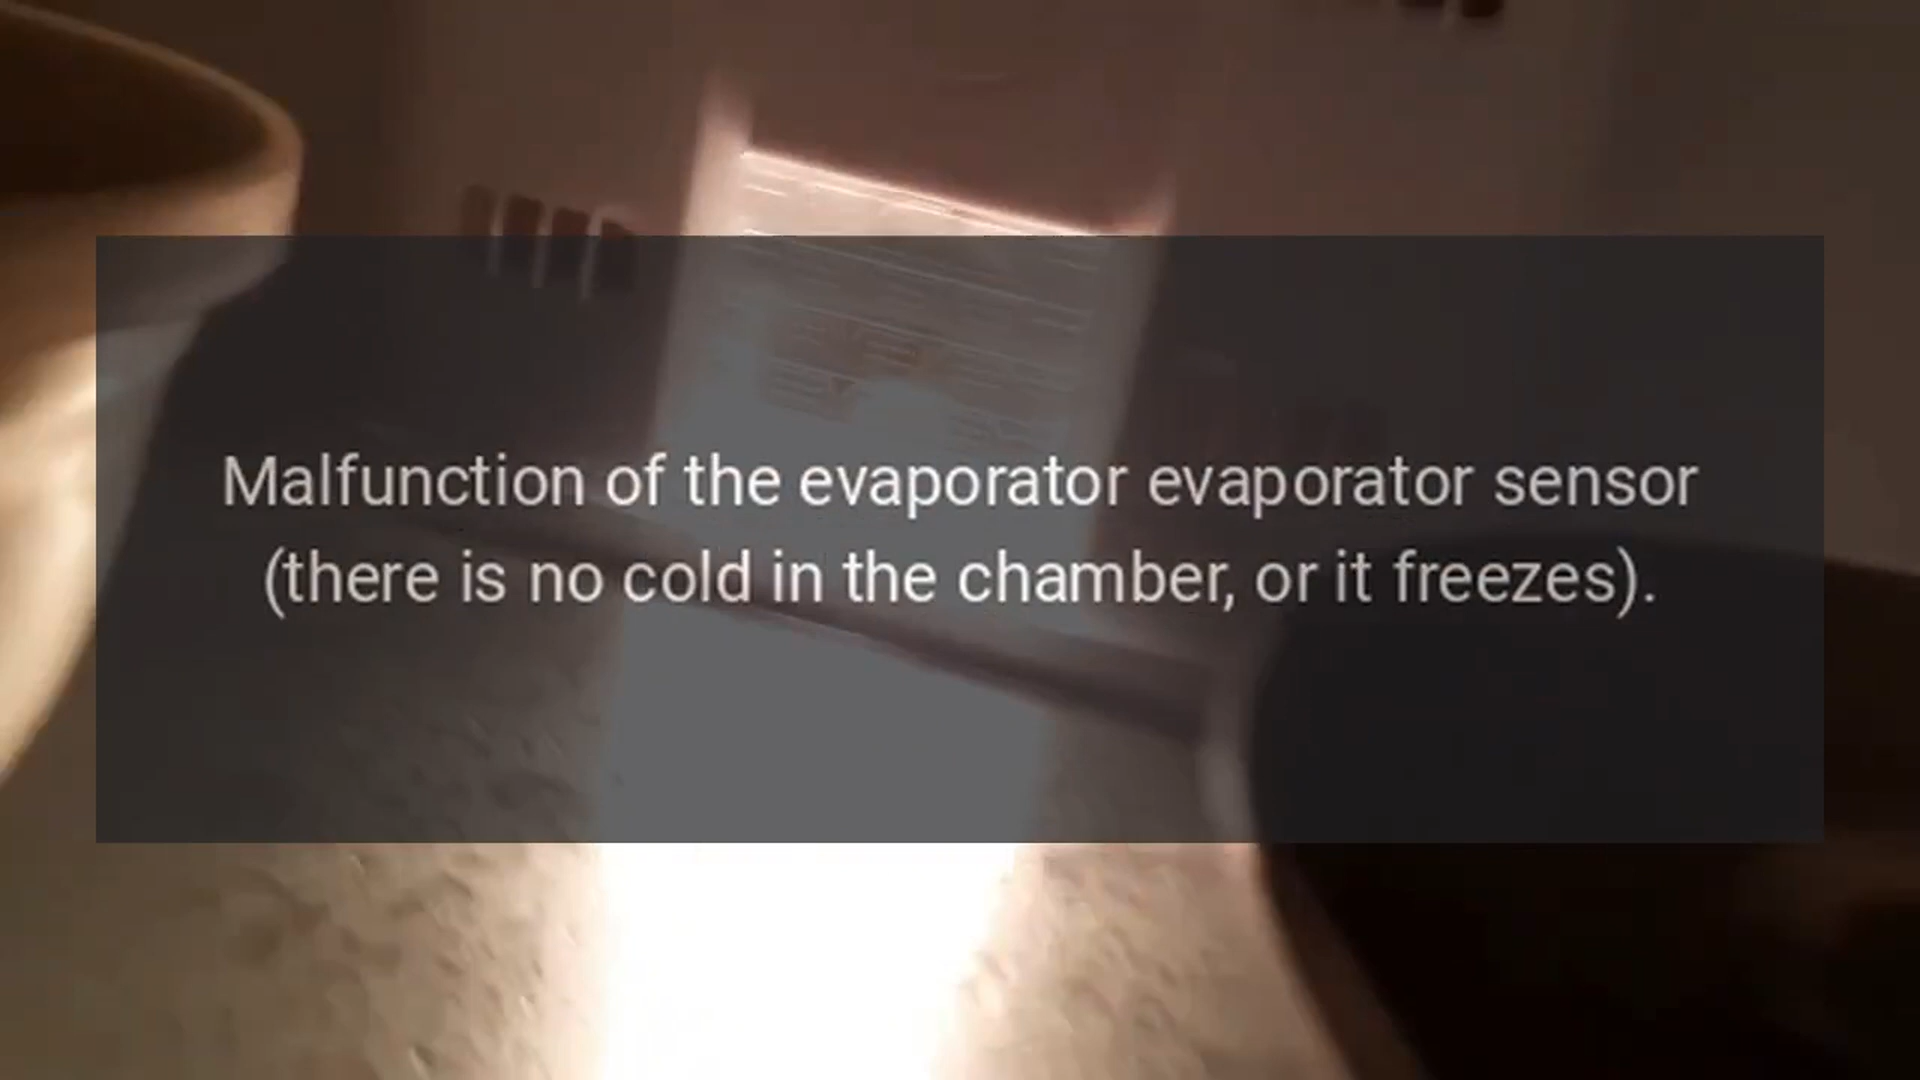 Malfunction of the evaporator evaporator sensor
(there is no cold in the chamber, or it freezes).